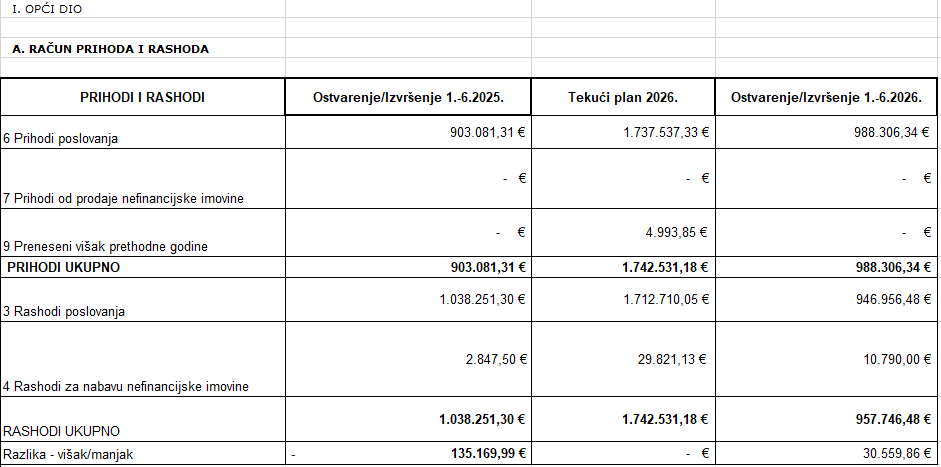 I. OPĆI DIO
A. RAČUN PRIHODA I RASHODA
PRIHODI I RASHODI Ostvarenje/Izvršenje 1.-6.2025. Tekući plan 2026. Ostvarenje/Izvršenje 1.-6.2026.
6 Prihodi poslovanja 903.081,31 € 1.737.537,33 € 988.306,34 €
7 Prihodi od prodaje nefinancijske imovine - € - € - €
9 Preneseni višak prethodne godine - € 4.993,85 € - €
PRIHODI UKUPNO 903.081,31 € 1.742.531,18 € 988.306,34 €
3 Rashodi poslovanja 1.038.251,30 € 1.712.710,05 € 946.956,48 €
4 Rashodi za nabavu nefinancijske imovine 2.847,50 € 29.821,13 € 10.790,00 €
RASHODI UKUPNO 1.038.251,30 € 1.742.531,18 € 957.746,48 €
Razlika - višak/manjak - 135.169,99 € - € 30.559,86 €